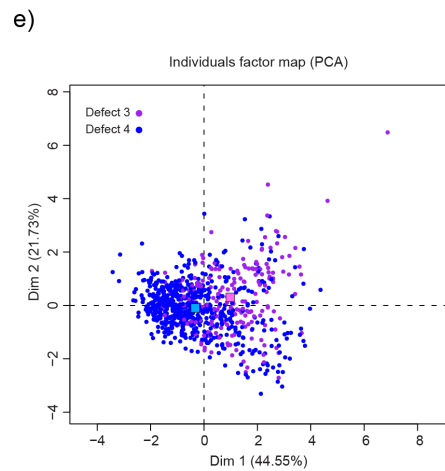 e)
Individuals factor map (PCA)
Defect 3
Defect 4
Dim 2 (21.73%)
8
6
4
2
0
−2
−4
−4 −2 0 2 4 6 8
Dim 1 (44.55%)